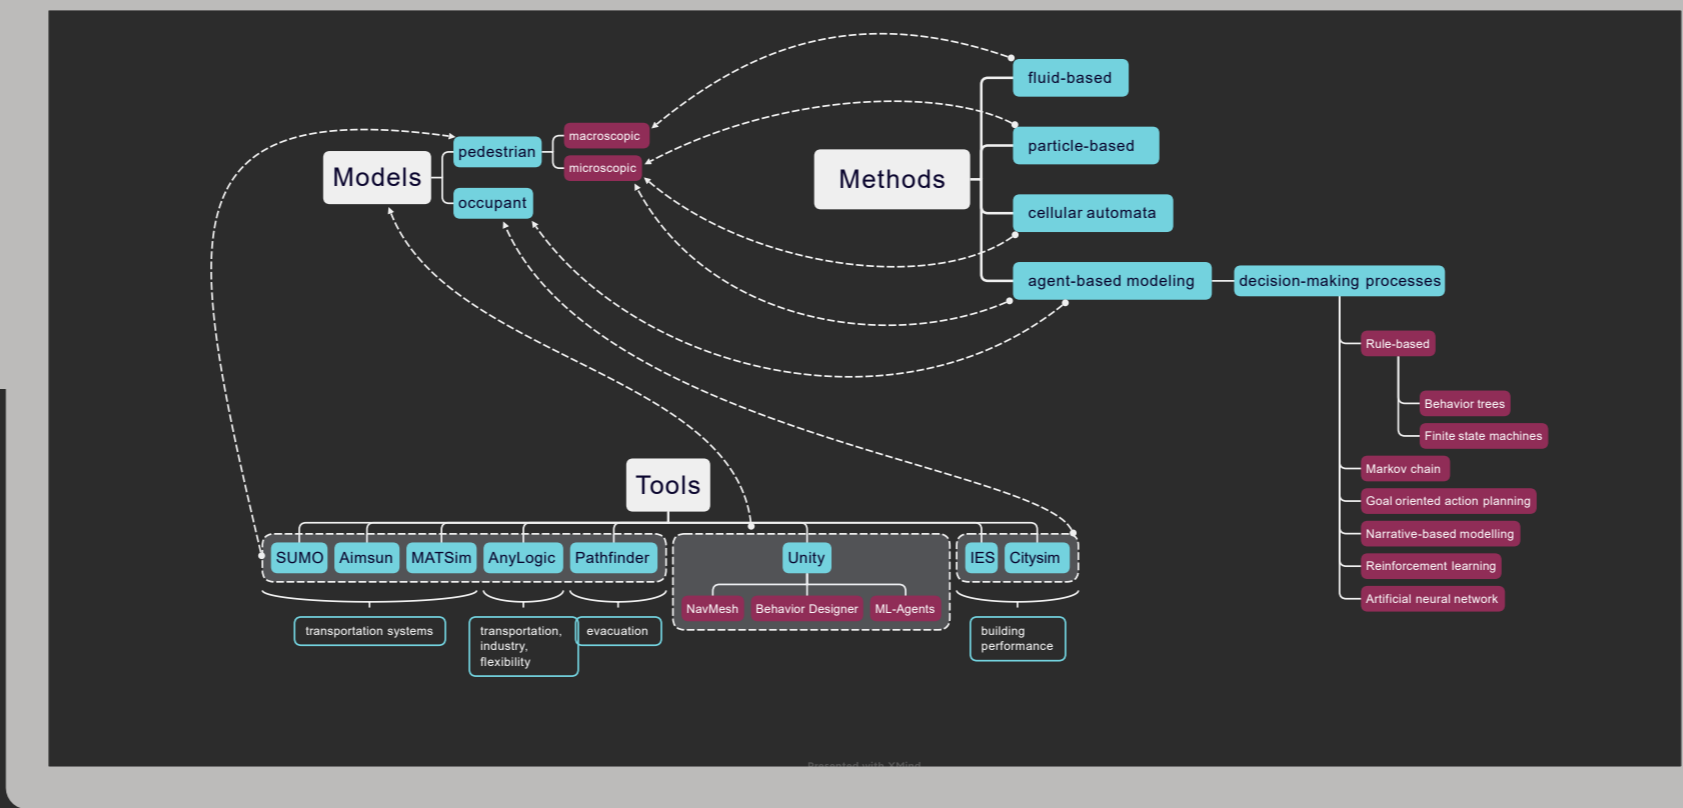 fluid-based
macroscopic
pedestrian
particle-based
microscopic
Models
Methods
occupant
cellular automata
agent-based modeling
decision-making processes
Rule-based
Behavior trees
Finite state machines
Markov chain
Goal oriented action planning
Narrative-based modelling
Reinforcement learning
Artificial neural network
Tools
SUMO
Aimsun
MATSim
AnyLogic
Pathfinder
Unity
IES
Citysim
NavMesh
Behavior Designer
ML-Agents
transportation systems
transportation,
industry,
flexibility
evacuation
building
performance
Presented with XMind